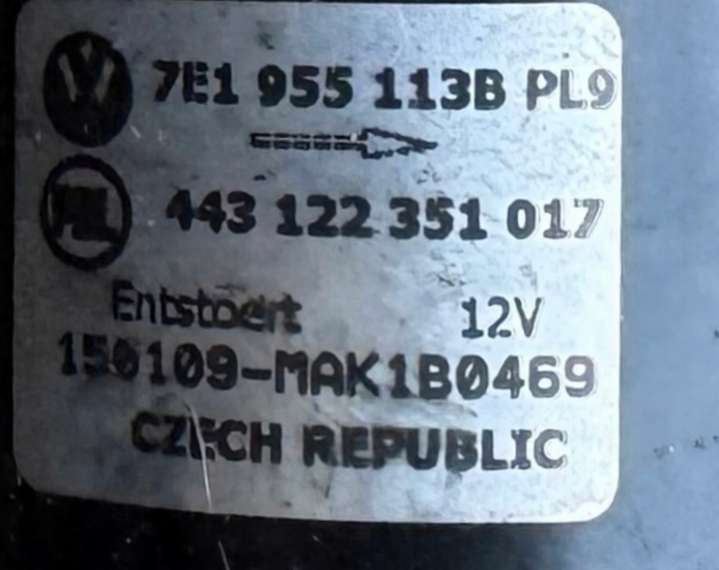 7E1 955 113B PL9
443 122 351 017
Entstoert 12V
150109-MAK1B0469
CZECH REPUBLIC